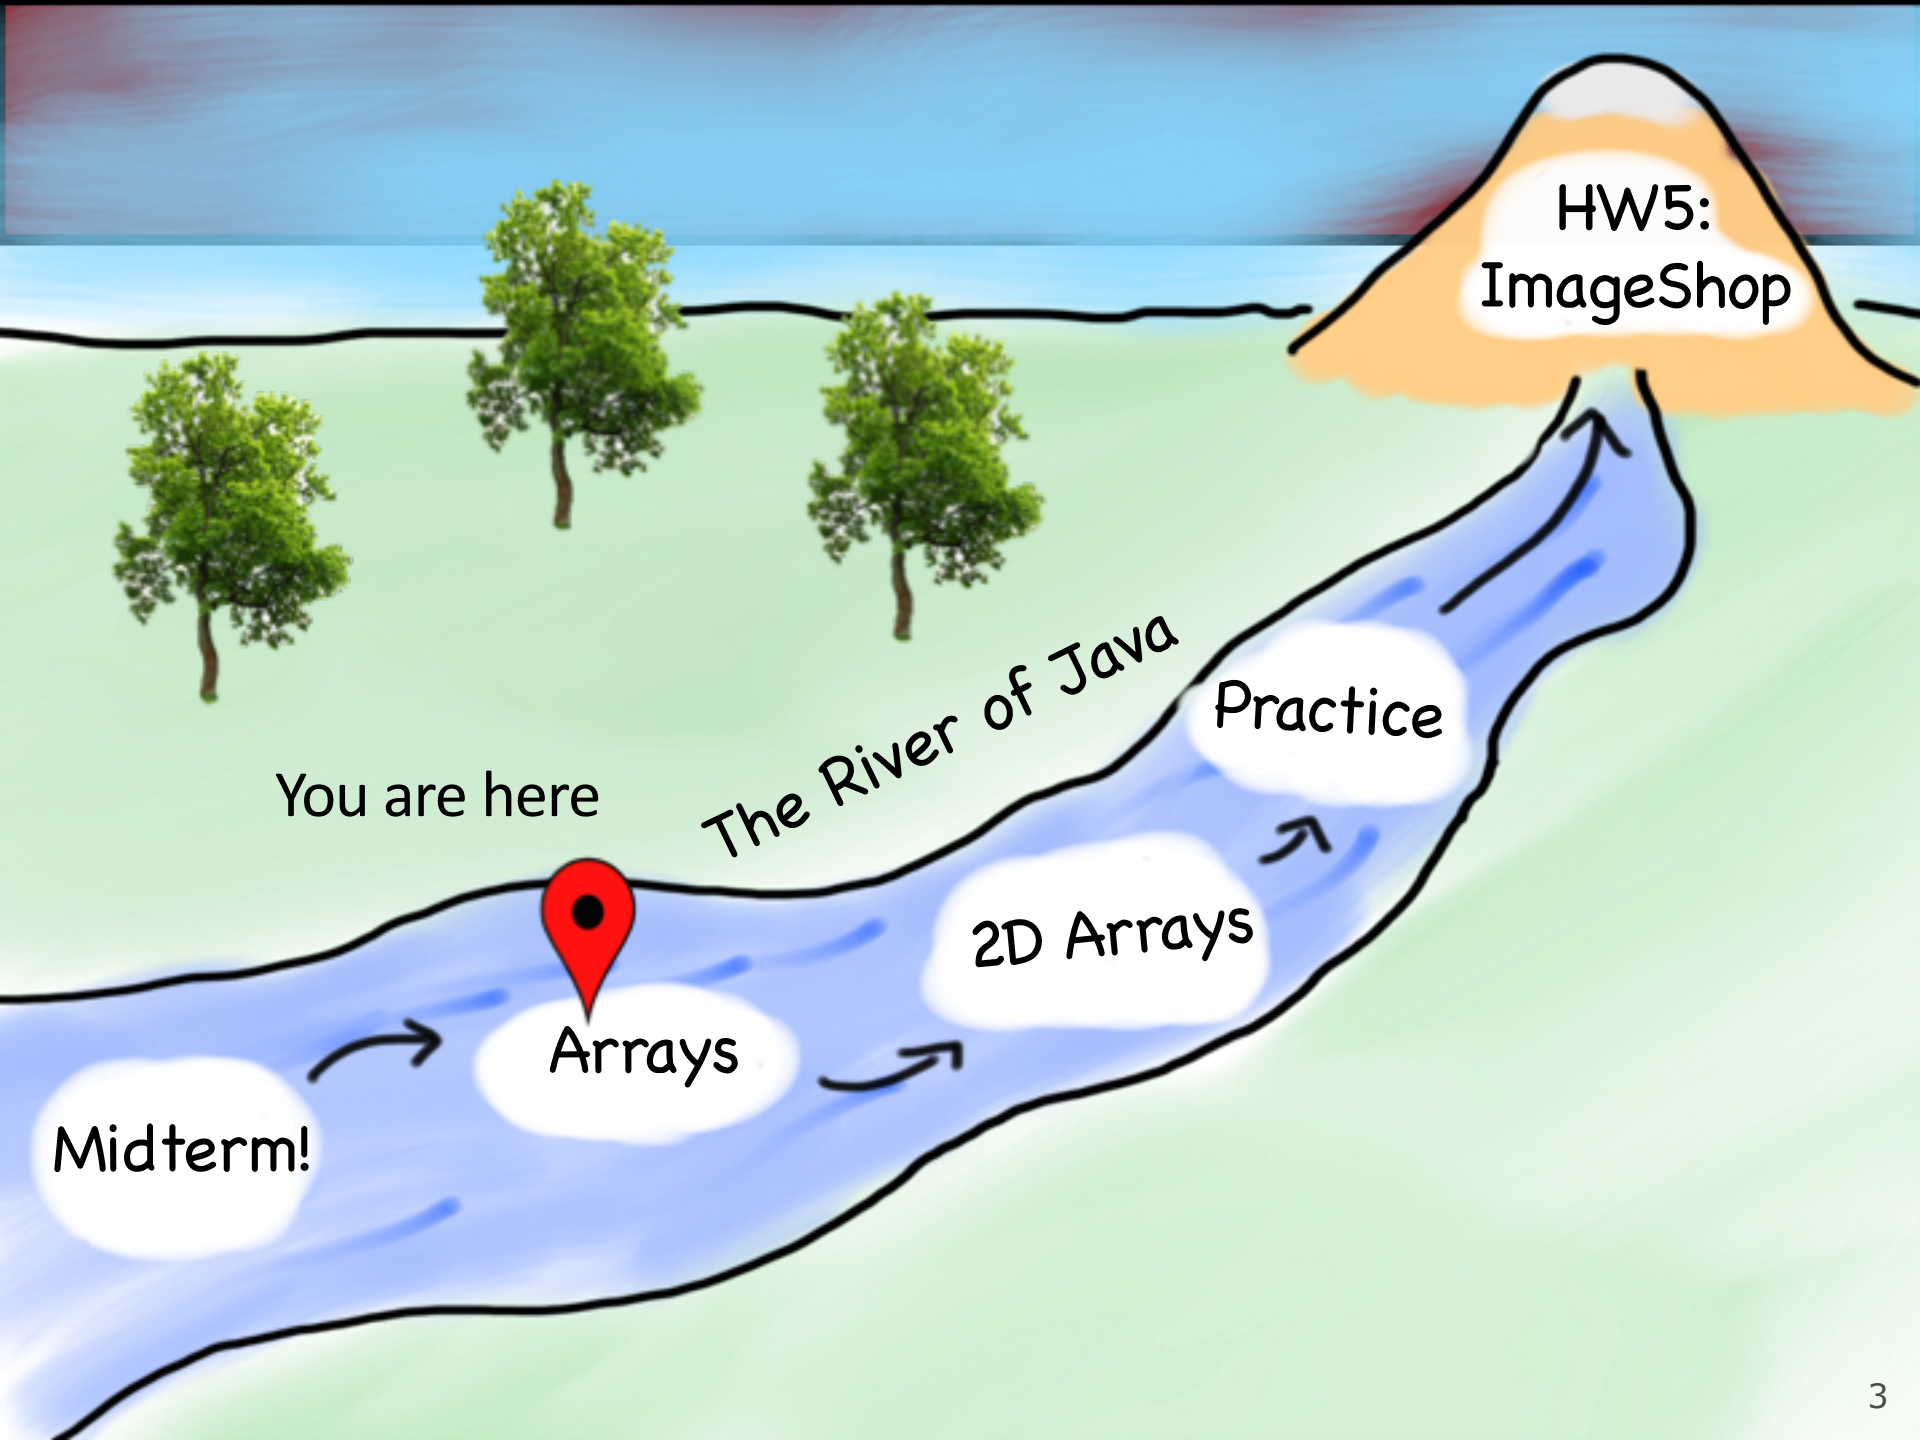 HW5:
ImageShop
The River of Java
Practice
You are here
2D Arrays
Arrays
Midterm!
3